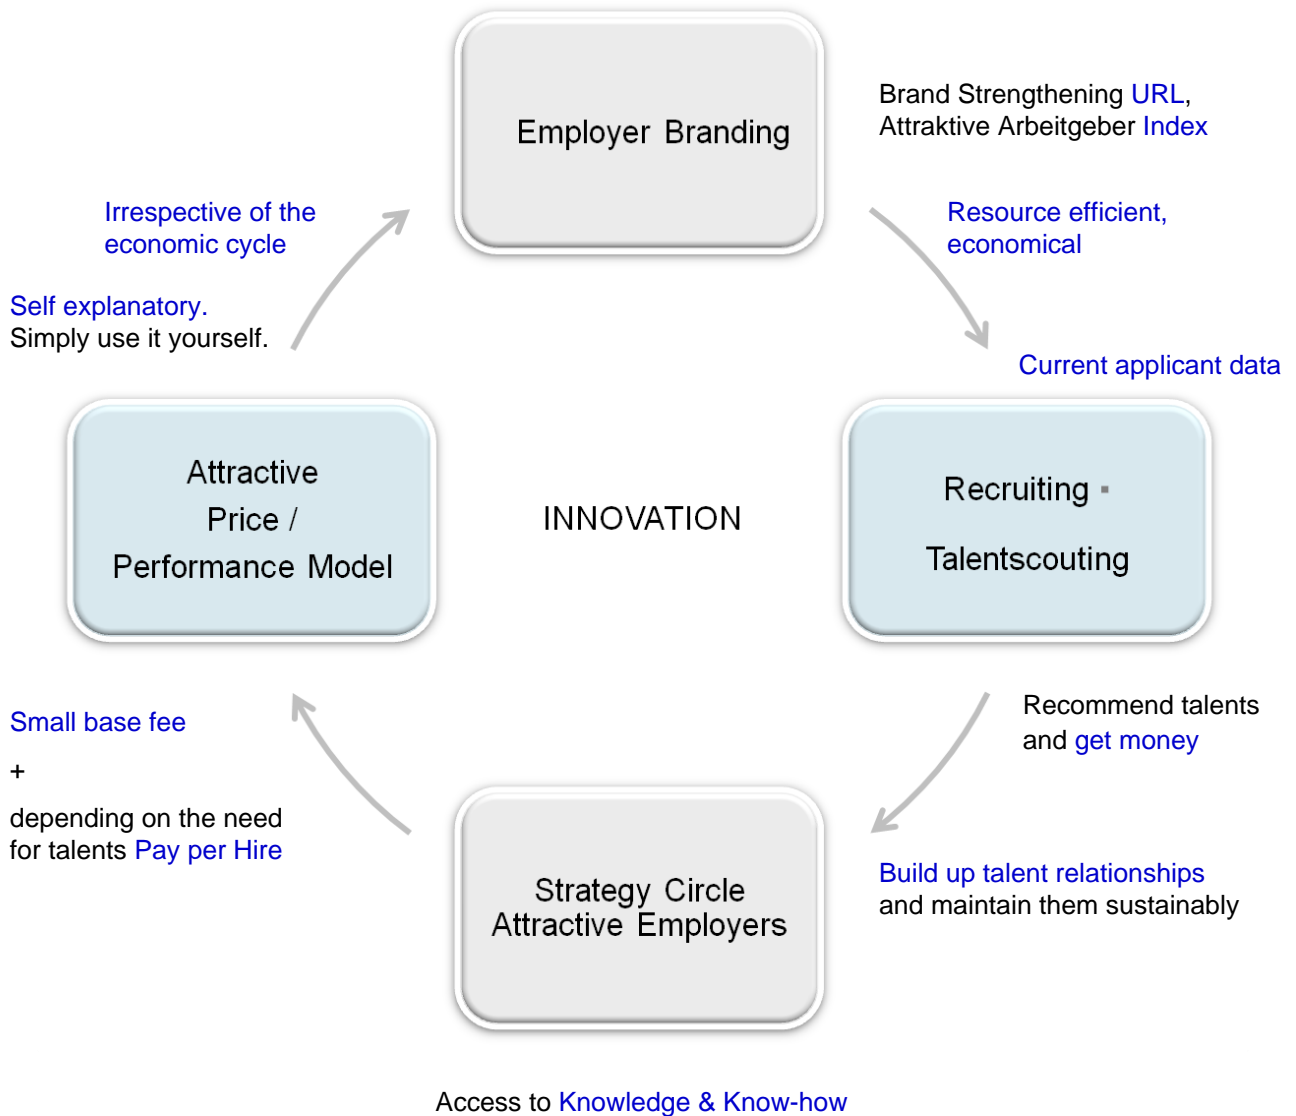 Employer Branding
Brand Strengthening URL,
Attraktive Arbeitgeber Index
Irrespective of the
economic cycle
Resource efficient,
economical
Self explanatory.
Simply use it yourself.
Current applicant data
Attractive
Price /
Performance Model
INNOVATION
Recruiting ▪
Talentscouting
Small base fee
+
depending on the need
for talents Pay per Hire
Recommend talents
and get money
Strategy Circle
Attractive Employers
Build up talent relationships
and maintain them sustainably
Access to Knowledge & Know-how